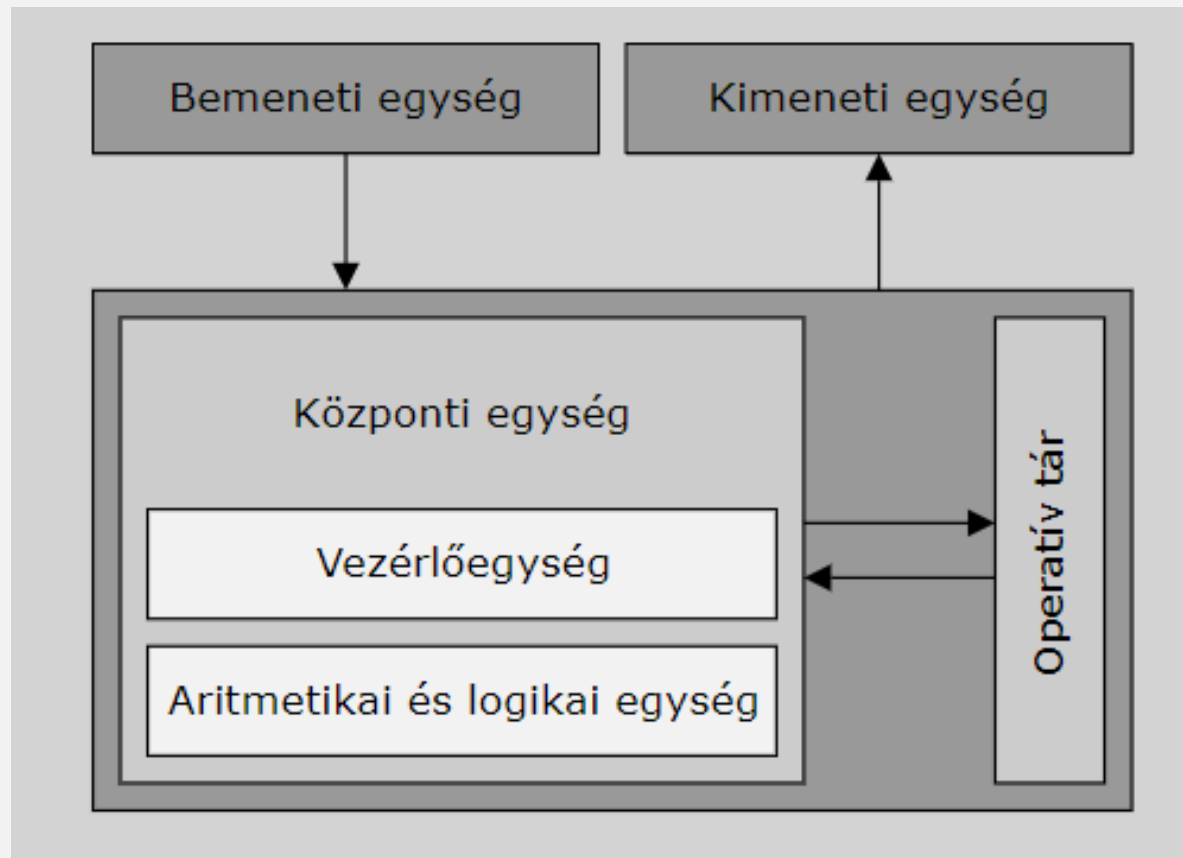 Bemeneti egység
Kimeneti egység
Központi egység
Vezérlőegység
Aritmetikai és logikai egység
Operatív tár